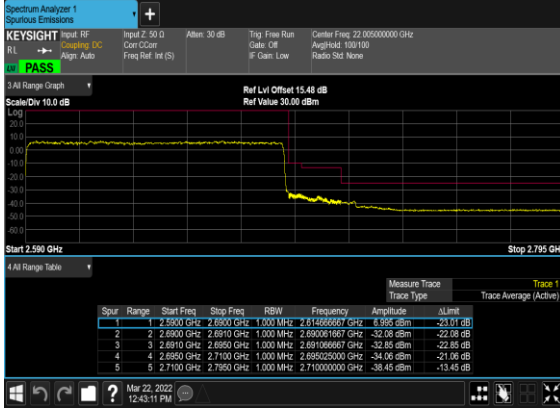 Spectrum Analyzer 1
Spurious Emissions
+
KEYSIGHT Input: RF Input Z: 50 Ω Atten: 30 dB Trig: Free Run Center Freq: 22.005000000 GHz
RL Coupling: DC Corr CCorr Gate: Off Avg|Hold: 100/100
Align: Auto Freq Ref: Int (S) IF Gain: Low Radio Std: None
PASS
3 All Range Graph Ref Lvl Offset 15.48 dB
Scale/Div 10.0 dB Ref Value 30.00 dBm
Log
20.0
10.0
0.00
-10.0
-20.0
-30.0
-40.0
-50.0
-60.0
Start 2.590 GHz Stop 2.795 GH
4 All Range Table
Measure Trace Trace 1
Trace Type Trace Average (Active)
Spur Range Start Freq Stop Freq RBW Frequency Amplitude ΔLimit
1 1 2.5900 GHz 2.6900 GHz 1.000 MHz 2.614666667 GHz 6.995 dBm -23.01 dB
2 2 2.6900 GHz 2.6910 GHz 1.000 MHz 2.690061667 GHz -32.08 dBm -22.08 dB
3 3 2.6910 GHz 2.6950 GHz 1.000 MHz 2.691066667 GHz -32.85 dBm -22.85 dB
4 4 2.6950 GHz 2.7100 GHz 1.000 MHz 2.695025000 GHz -34.06 dBm -21.06 dB
5 5 2.7100 GHz 2.7950 GHz 1.000 MHz 2.710000000 GHz -38.45 dBm -13.45 dB
? Mar 22, 2022
12:43:11 PM